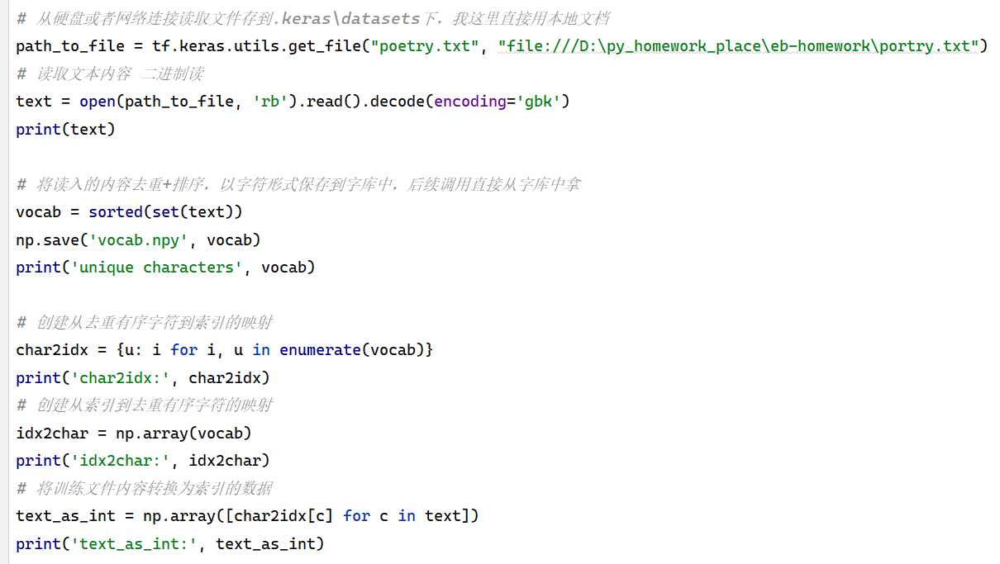 # 从硬盘或者网络连接读取文件存到.keras\datasets下，我这里直接用本地文档
path_to_file = tf.keras.utils.get_file("poetry.txt", "file:///D:\py_homework_place\eb-homework\portry.txt")
# 读取文本内容 二进制读
text = open(path_to_file, 'rb').read().decode(encoding='gbk')
print(text)
# 将读入的内容去重+排序，以字符形式保存到字库中，后续调用直接从字库中拿
vocab = sorted(set(text))
np.save('vocab.npy', vocab)
print('unique characters', vocab)
# 创建从去重有序字符到索引的映射
char2idx = {u: i for i, u in enumerate(vocab)}
print('char2idx:', char2idx)
# 创建从索引到去重有序字符的映射
idx2char = np.array(vocab)
print('idx2char:', idx2char)
# 将训练文件内容转换为索引的数据
text_as_int = np.array([char2idx[c] for c in text])
print('text_as_int:', text_as_int)